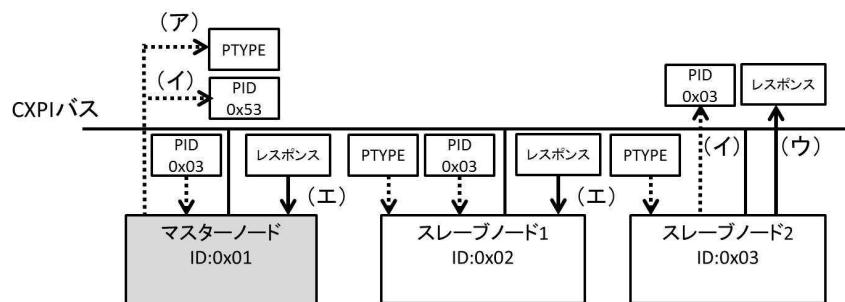 (ア)
PTYPE
(イ)
PID
0x53
PID
0x03
レスポンス
CXPIバス
PID
0x03
レスポンス
(エ)
PTYPE
PID
0x03
レスポンス
(エ)
PTYPE
(イ)
(ウ)
マスターノード
ID:0x01
スレーブノード1
ID:0x02
スレーブノード2
ID:0x03